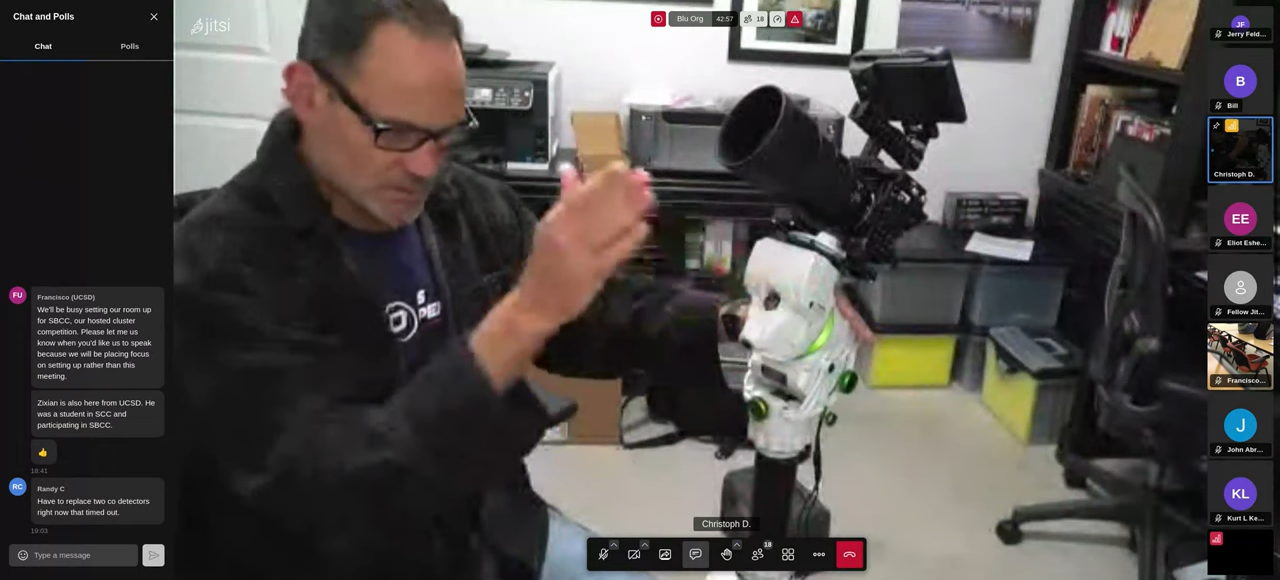 Chat and Polls
Chat
Polls
Francisco (UCSD)
We'll be busy setting our room up
for SBCC, our hosted cluster
competition. Please let me us
know when you'd like us to speak
because we will be placing focus
on setting up rather than this
meeting.
Zixian is also here from UCSD. He
was a student in SCC and
participating in SBCC.
18:41
Randy C
Have to replace two co detectors
right now that timed out.
19:03
Type a message
FU
RC
jitsi
Blu Org
42:57
18
Christoph D.
18
JF
Jerry Feld...
B
Bill
Christoph D.
EE
Eliot Eshe...
Fellow Jit...
Francisco...
J
John Abr...
KL
Kurt L Ke...